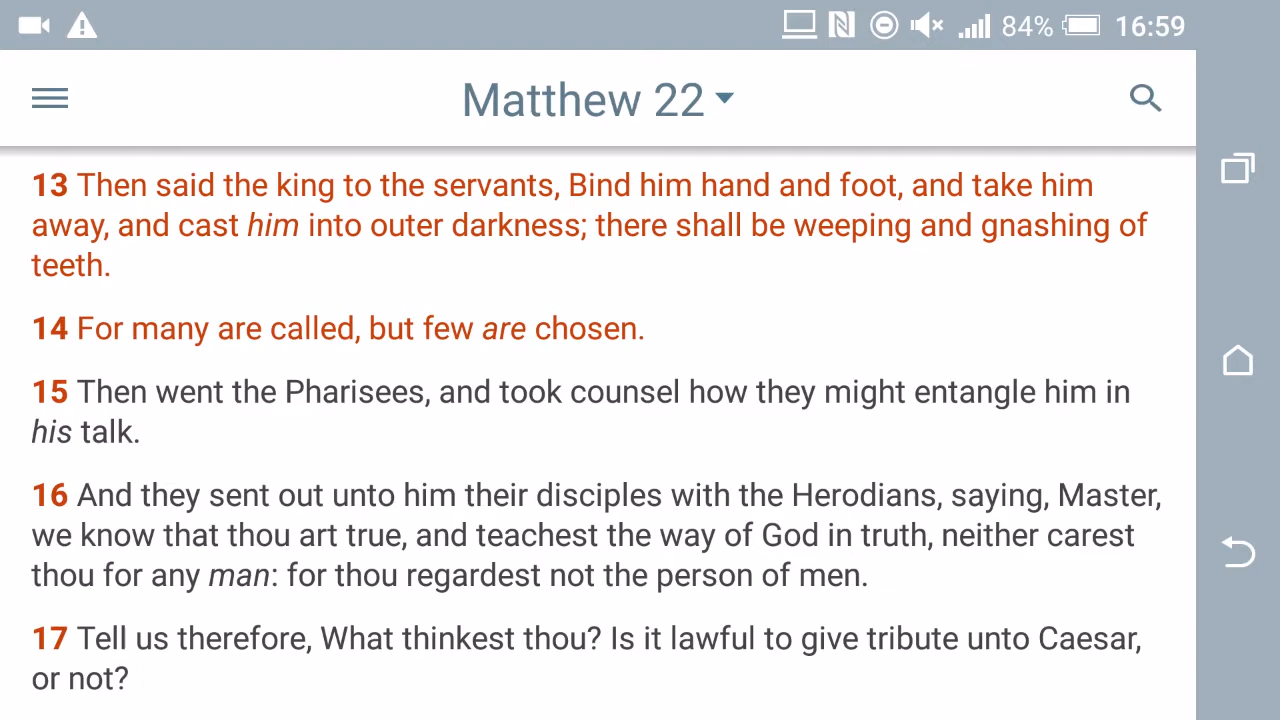 84% 16:59
Matthew 22
13 Then said the king to the servants, Bind him hand and foot, and take him
away, and cast him into outer darkness; there shall be weeping and gnashing of
teeth.
14 For many are called, but few are chosen.
15 Then went the Pharisees, and took counsel how they might entangle him in
his talk.
16 And they sent out unto him their disciples with the Herodians, saying, Master,
we know that thou art true, and teachest the way of God in truth, neither carest
thou for any man: for thou regardest not the person of men.
17 Tell us therefore, What thinkest thou? Is it lawful to give tribute unto Caesar,
or not?